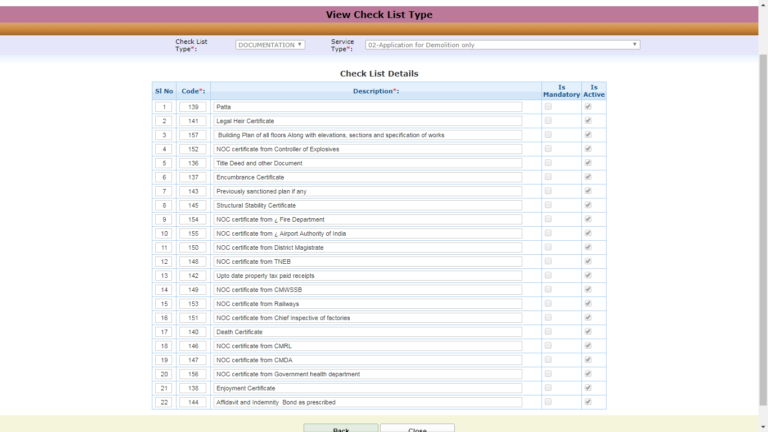 View Check List Type
Check List Type*: DOCUMENTATION Service Type*: 02-Application for Demolition only
Check List Details
Sl No Code*: Description*: Is Mandatory Is Active
1 139 Patta
2 141 Legal Hair Certificate
3 157 Building Plan of all floors Along with elevations, sections and specification of works
4 152 NOC certificate from Controller of Explosives
5 136 Title Deed and other Document
6 137 Encumbrance Certificate
7 143 Previously sanctioned plan if any
8 145 Structural Stability Certificate
9 154 NOC certificate from ¿ Fire Department
10 155 NOC certificate from ¿ Airport Authority of India
11 150 NOC certificate from District Magistrate
12 148 NOC certificate from TNEB
13 142 Upto date property tax paid receipts
14 149 NOC certificate from CMWSSB
15 153 NOC certificate from Railways
16 151 NOC certificate from Chief Inspective of factories
17 140 Death Certificate
18 146 NOC certificate from CMRL
19 147 NOC certificate from CMDA
20 156 NOC certificate from Government health department
21 138 Enjoyment Certificate
22 144 Affidavit and Indemnity Bond as prescribed
Back Close